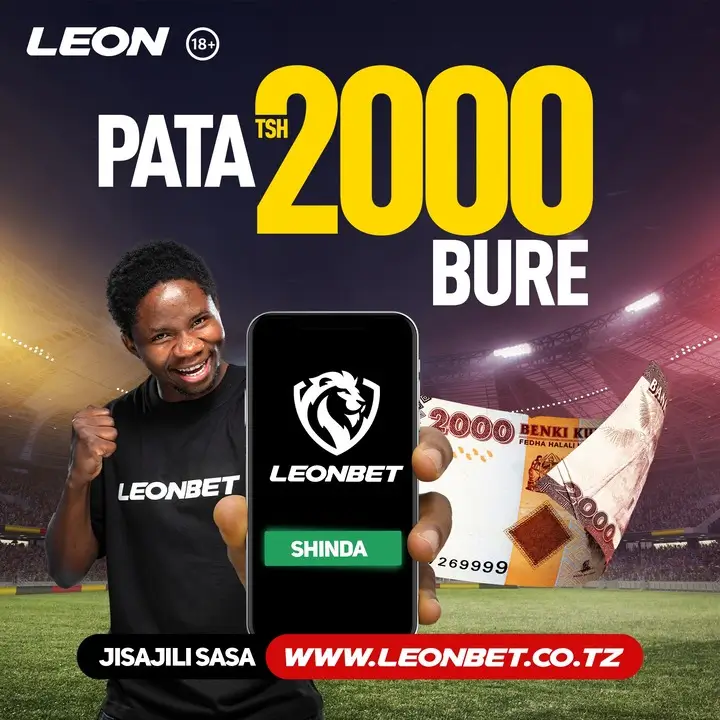 LEON 18+
PATA TSH 2000
BURE
LEONBET
LEONBET
SHINDA
2000 BENKI KU
FEDHA HALALI
269999
2000
JISAJILI SASA WWW.LEONBET.CO.TZ